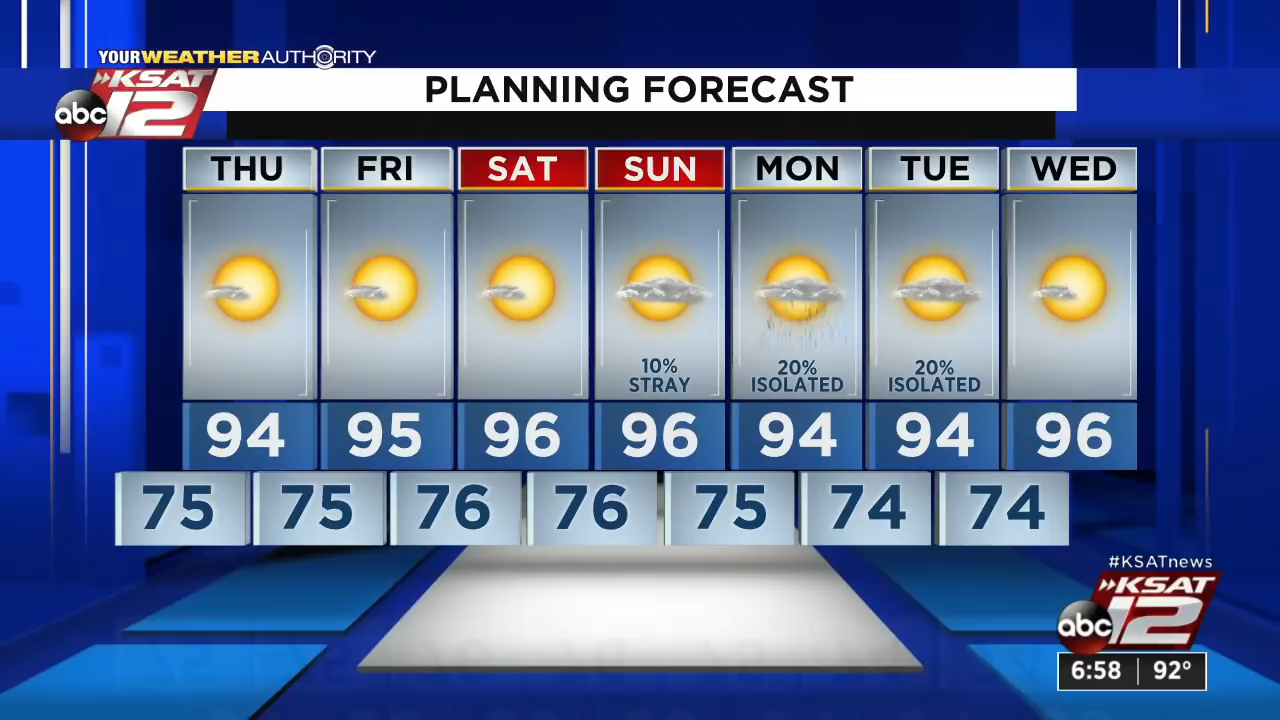 YOURWEATHERAUTHORITY
KSAT
abc 12
PLANNING FORECAST
THU FRI SAT SUN MON TUE WED
10% 20% 20%
STRAY ISOLATED ISOLATED
94 95 96 96 94 94 96
75 75 76 76 75 74 74
#KSATnews
KSAT
abc 12
6:58 92°